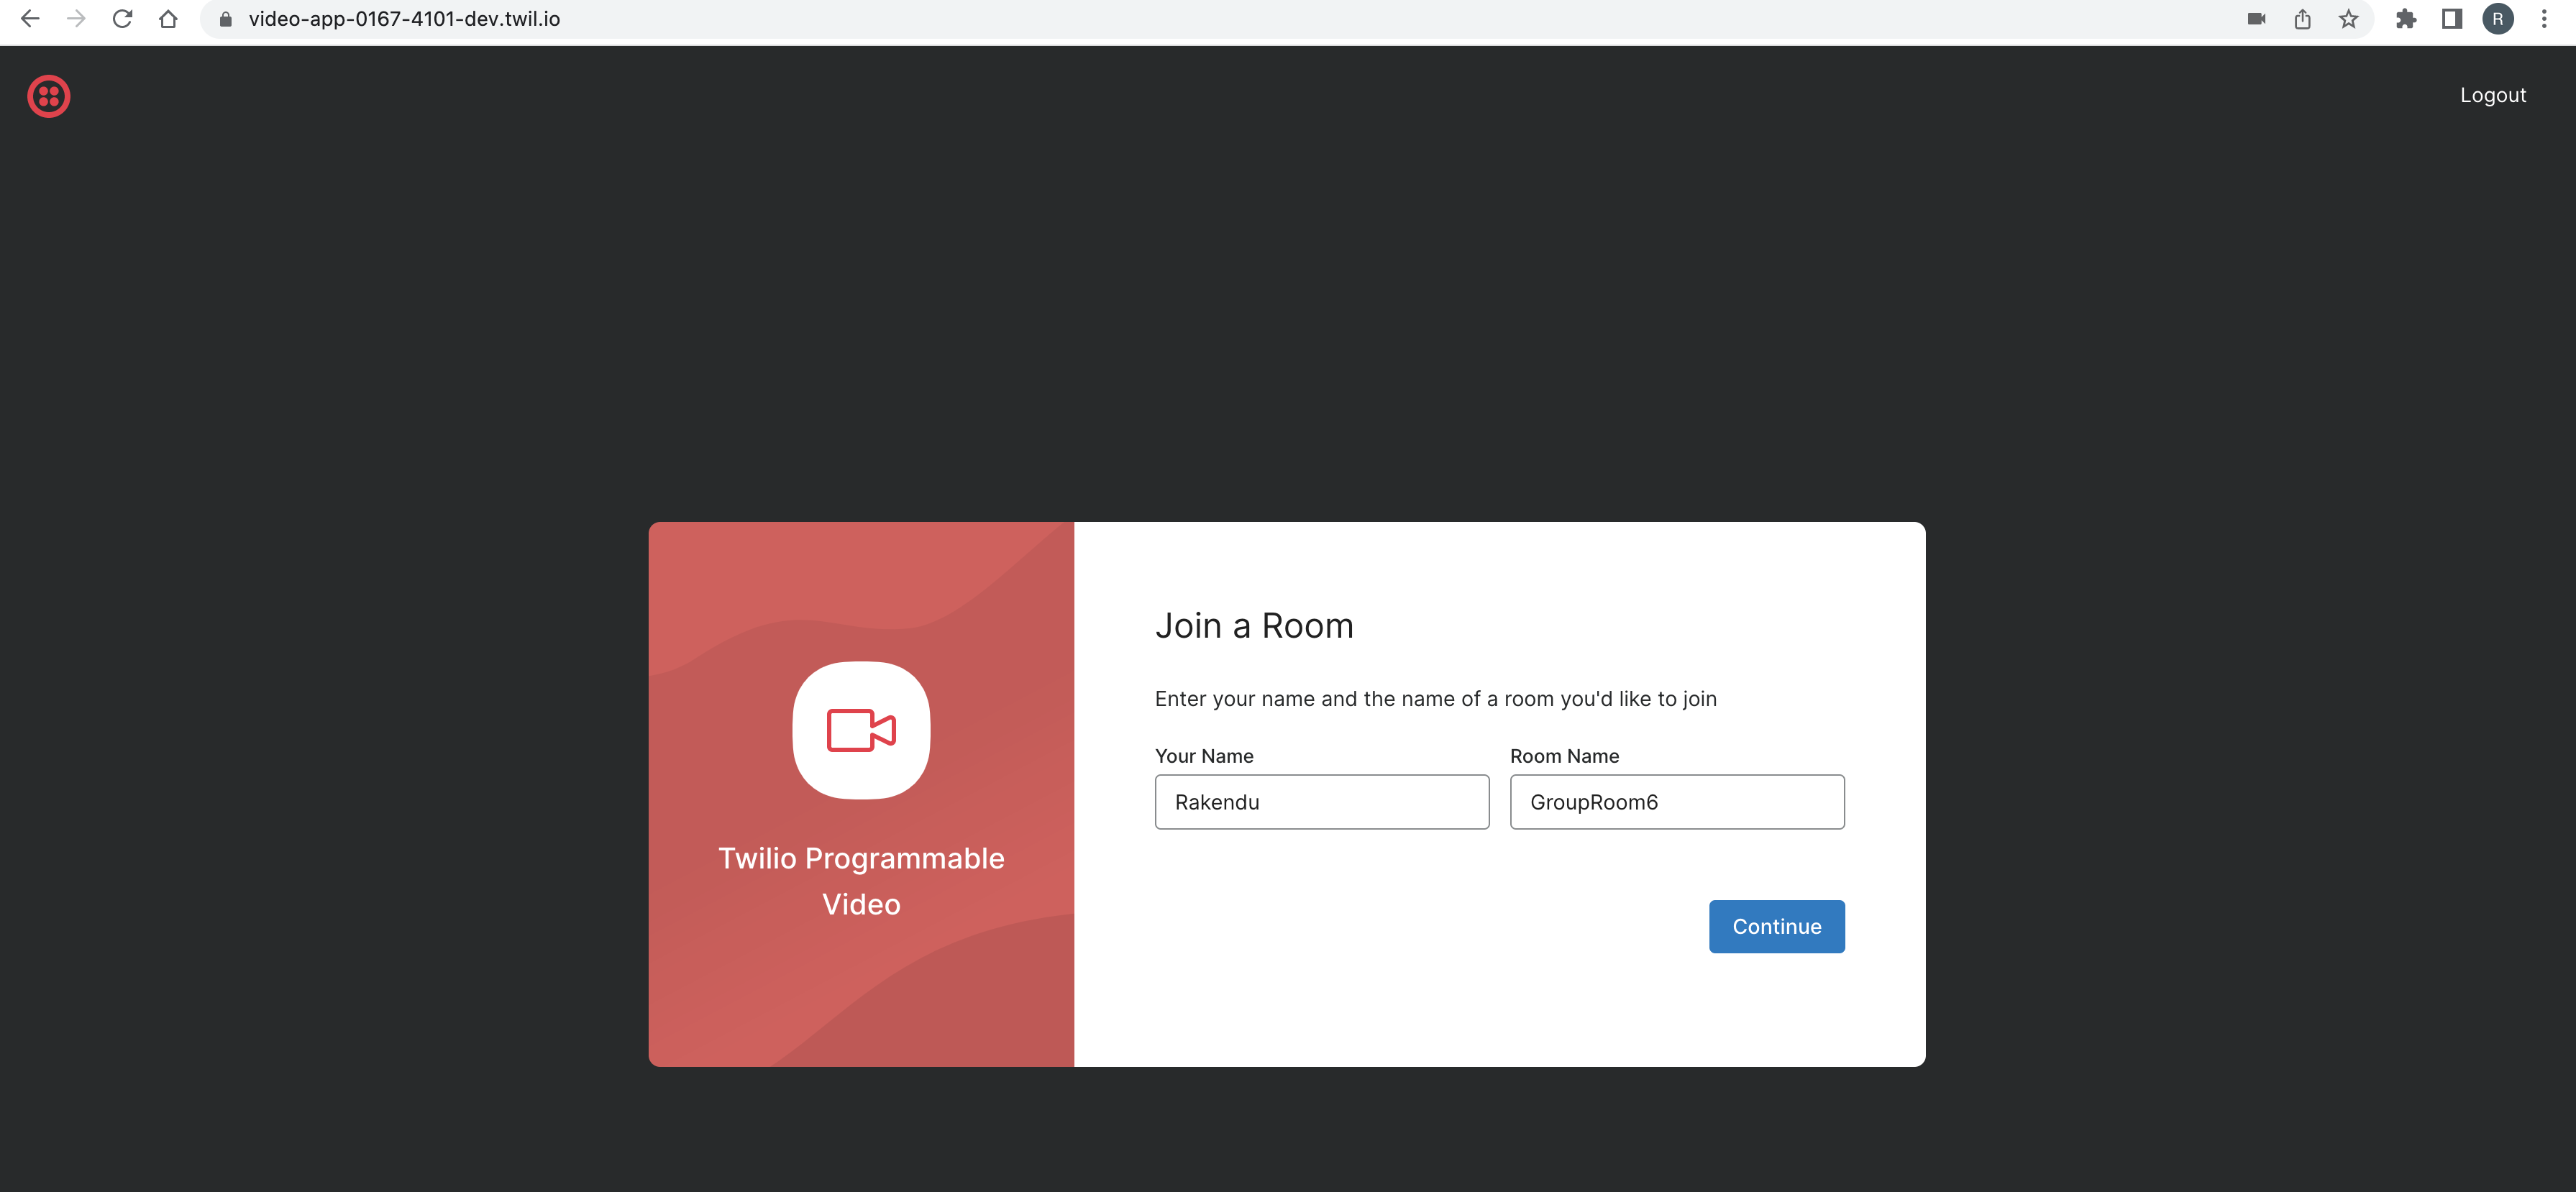 video-app-0167-4101-dev.twil.io
R
Logout
Twilio Programmable
Video
Join a Room
Enter your name and the name of a room you'd like to join
Your Name
Room Name
Rakendu
GroupRoom6
Continue